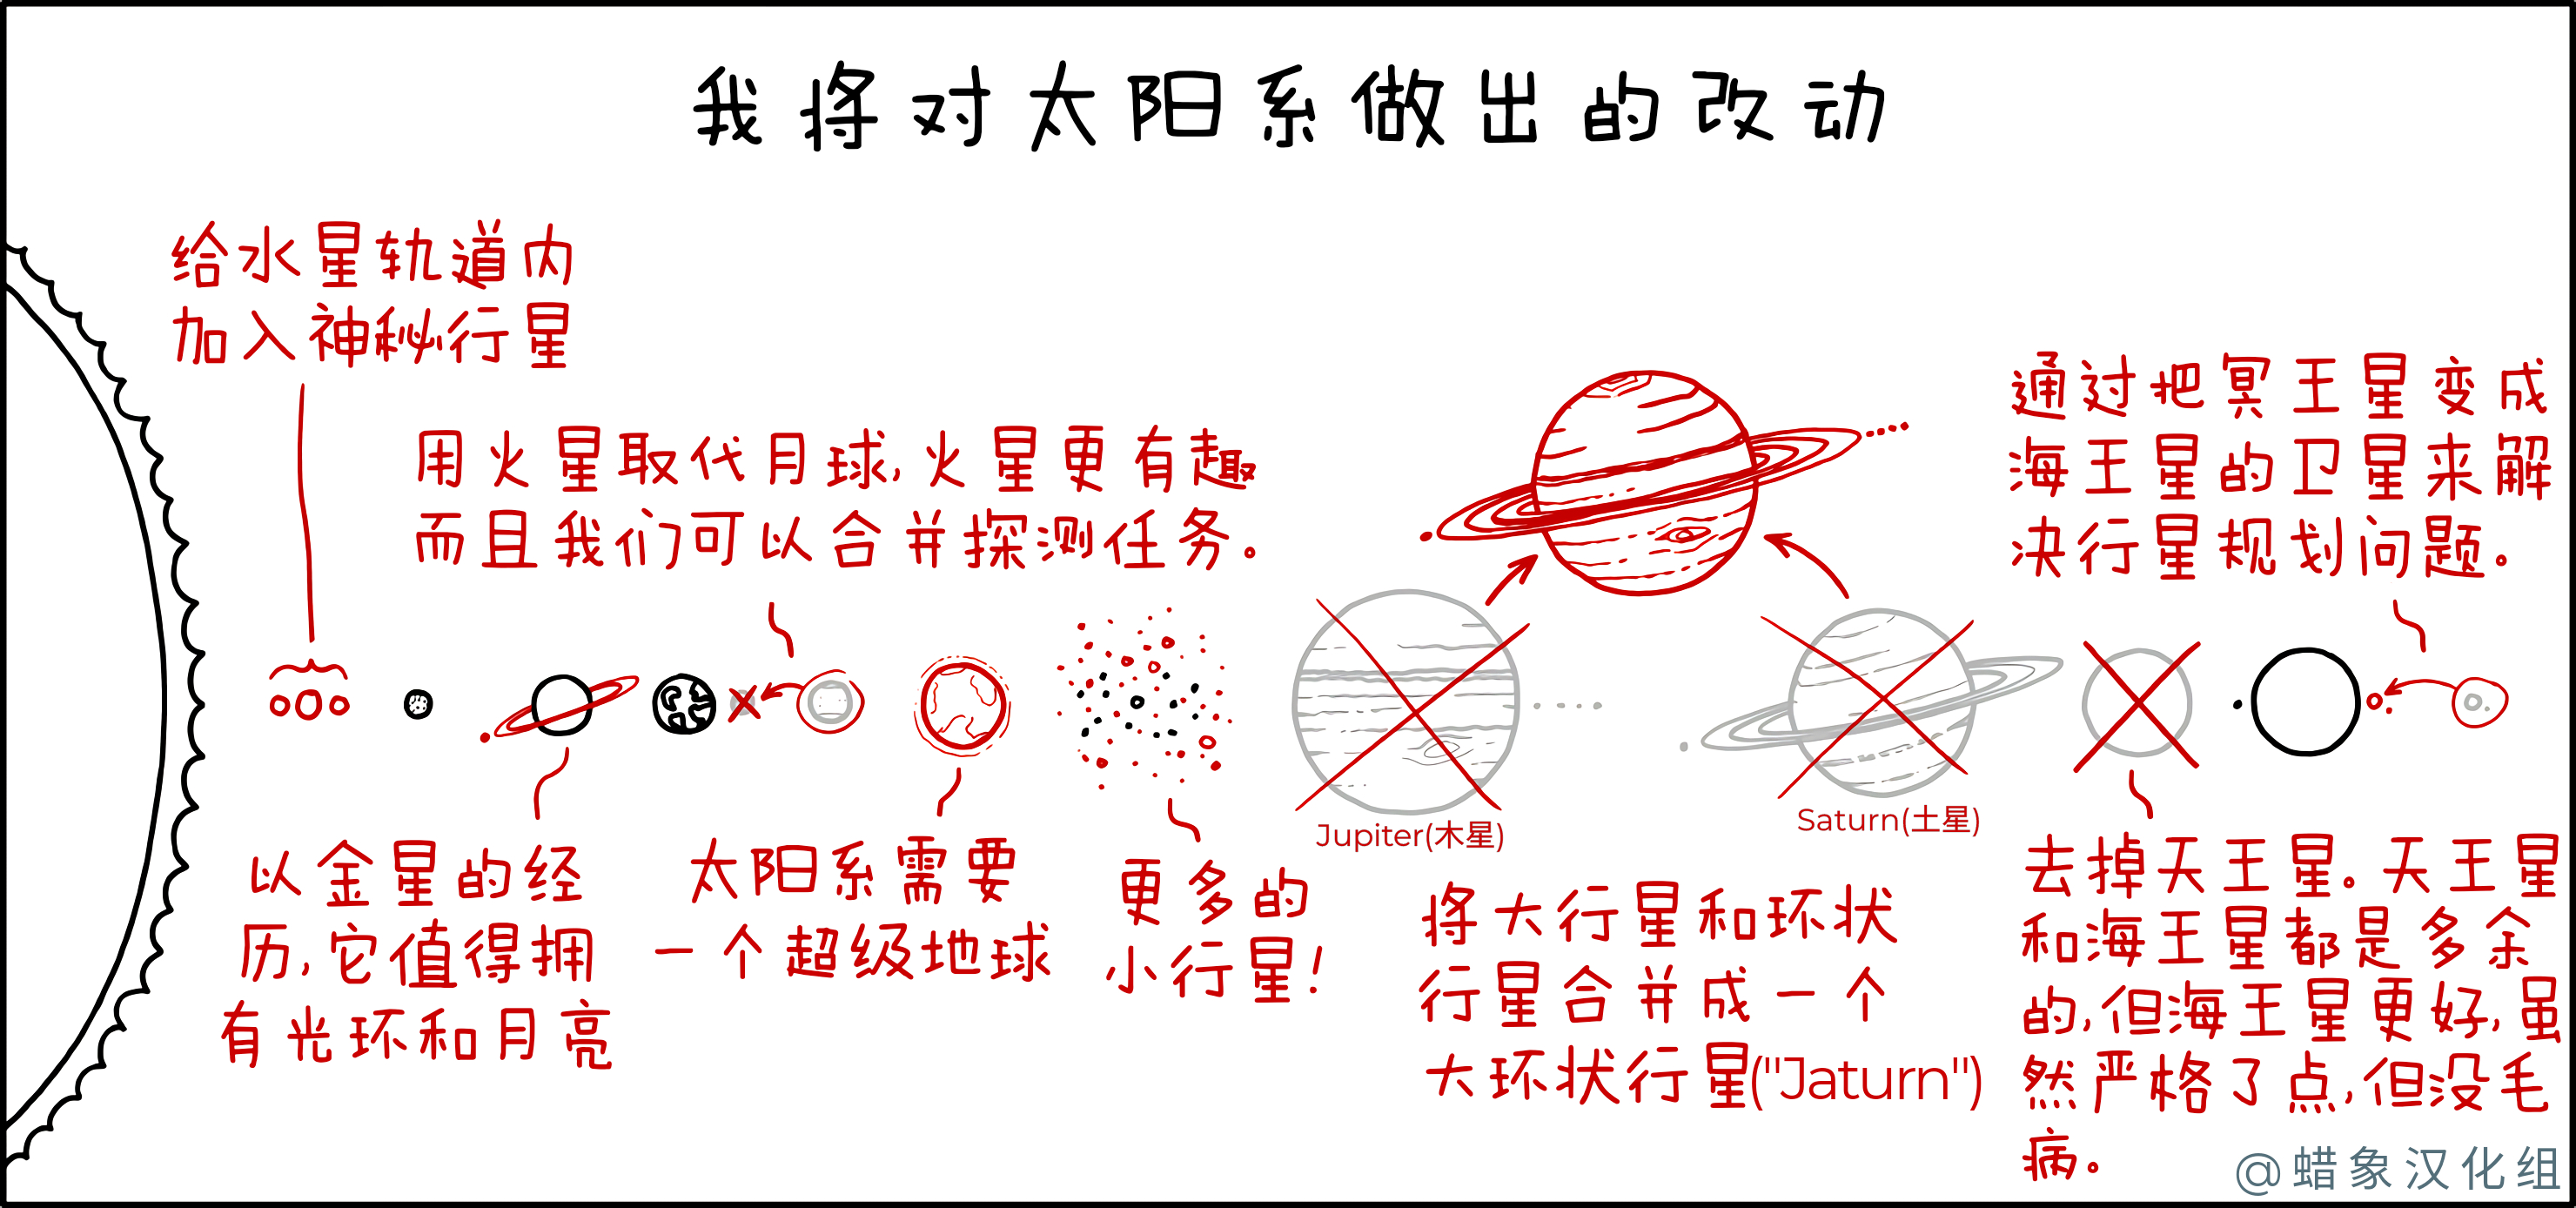 我将对太阳系做出的改动
给水星轨道内
加入神秘行星
用火星取代月球,火星更有趣
而且我们可以合并探测任务。
通过把冥王星变成
海王星的卫星来解
决行星规划问题。
以金星的经
历,它值得拥
有光环和月亮
太阳系需要
一个超级地球
更多的
小行星!
Jupiter(木星)
Saturn(土星)
将大行星和环状
行星合并成一个
大环状行星("Jaturn")
去掉天王星。天王星
和海王星都是多余
的,但海王星更好,虽
然严格了点,但没毛
病。
@蜡象汉化组